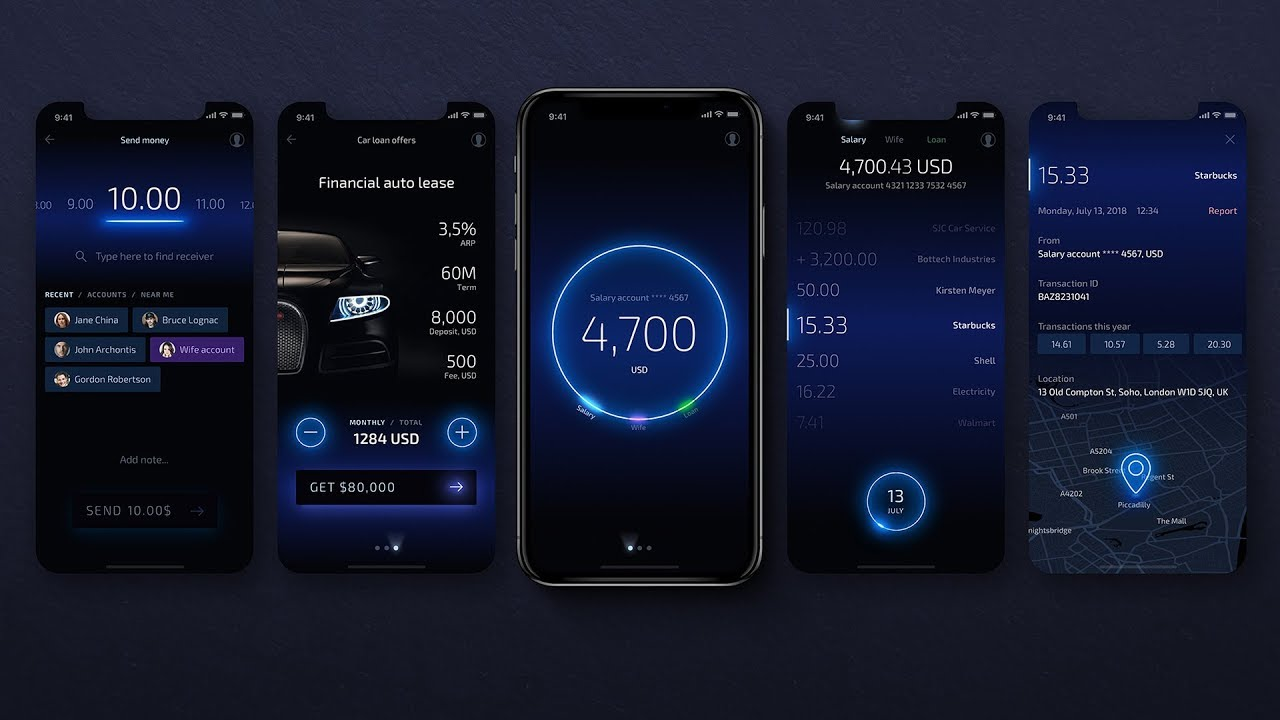 9:41
Send money
8.00 9.00 10.00 11.00 12.
Type here to find receiver
RECENT / ACCOUNTS / NEAR ME
Jane China Bruce Lognac
John Archontis Wife account
Gordon Robertson
Add note...
SEND 10.00$
9:41
Car loan offers
Financial auto lease
3,5%
ARP
60M
Term
8,000
Deposit, USD
500
Fee, USD
MONTHLY / TOTAL
1284 USD
GET $80,000
9:41
Salary account **** 4567
4,700
USD
Salary Wife Loan
9:41
Salary Wife Loan
4,700.43 USD
Salary account 4321 1233 7532 4567
120.98 SJC Car Service
+ 3,200.00 Bottech Industries
50.00 Kirsten Meyer
15.33 Starbucks
25.00 Shell
16.22 Electricity
7.41 Walmart
13
JULY
9:41
15.33 Starbucks
Monday, July 13, 2018 12:34 Report
From
Salary account **** 4567, USD
Transaction ID
BAZ8231041
Transactions this year
14.61 10.57 5.28 20.30
Location
13 Old Compton St, Soho, London W1D 5JQ, UK
A501
A5204
Brook Street Regent St
A4202
Piccadilly
The Mall
nightsbridge